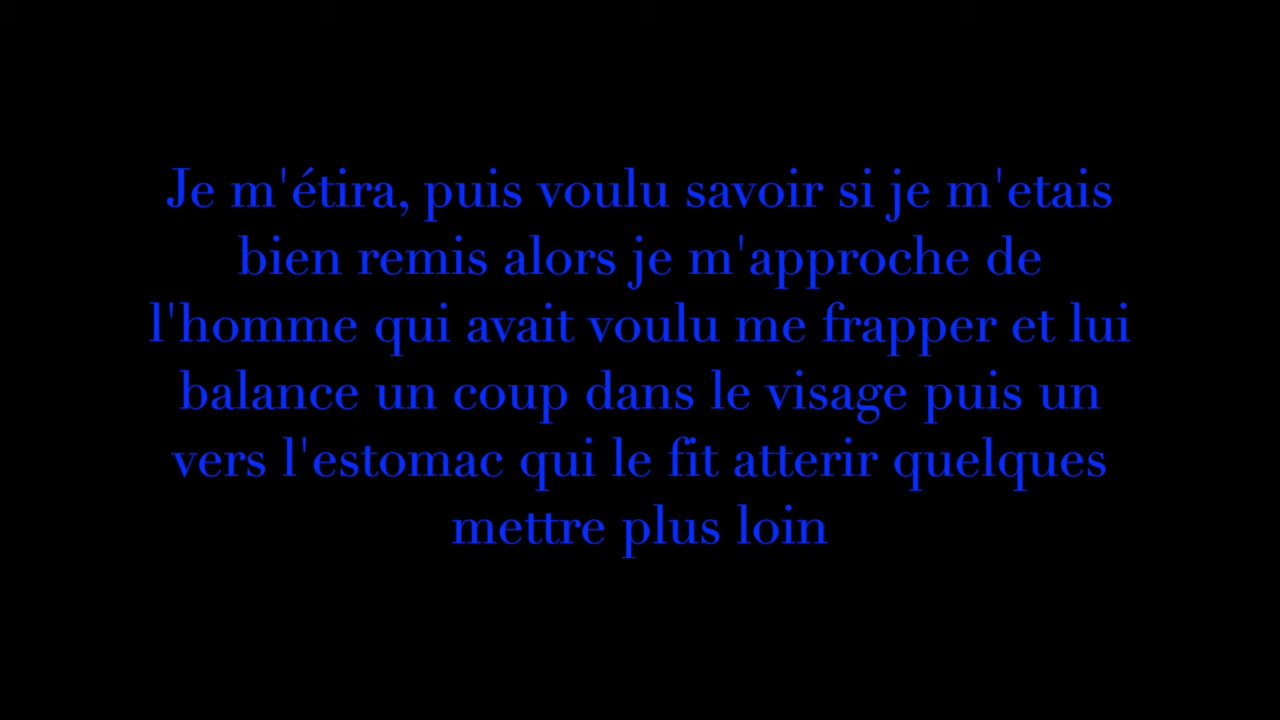 Je m'étira, puis voulu savoir si je m'etais
bien remis alors je m'approche de
l'homme qui avait voulu me frapper et lui
balance un coup dans le visage puis un
vers l'estomac qui le fit atterir quelques
mettre plus loin